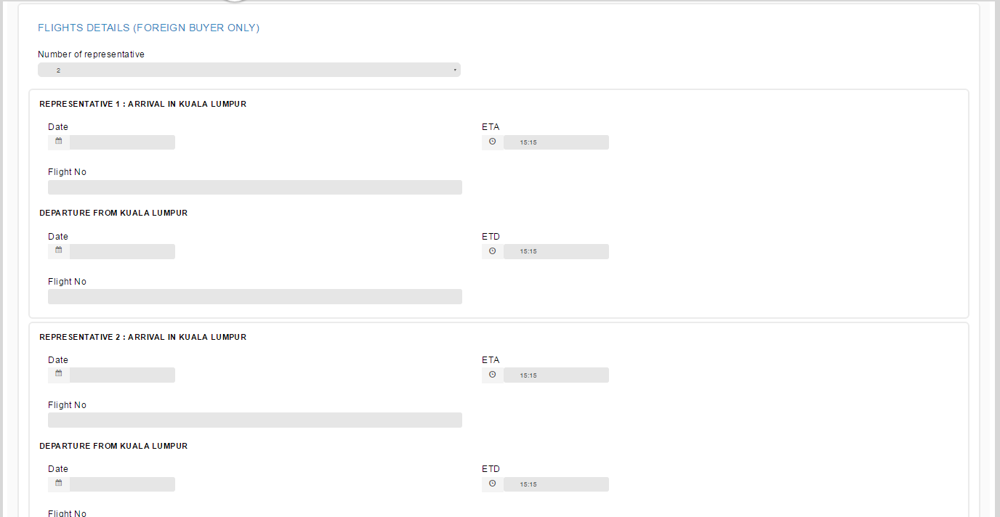 FLIGHTS DETAILS (FOREIGN BUYER ONLY)
Number of representative
2
REPRESENTATIVE 1 : ARRIVAL IN KUALA LUMPUR
Date ETA
15:15
Flight No
DEPARTURE FROM KUALA LUMPUR
Date ETD
15:15
Flight No
REPRESENTATIVE 2 : ARRIVAL IN KUALA LUMPUR
Date ETA
15:15
Flight No
DEPARTURE FROM KUALA LUMPUR
Date ETD
15:15
Flight No